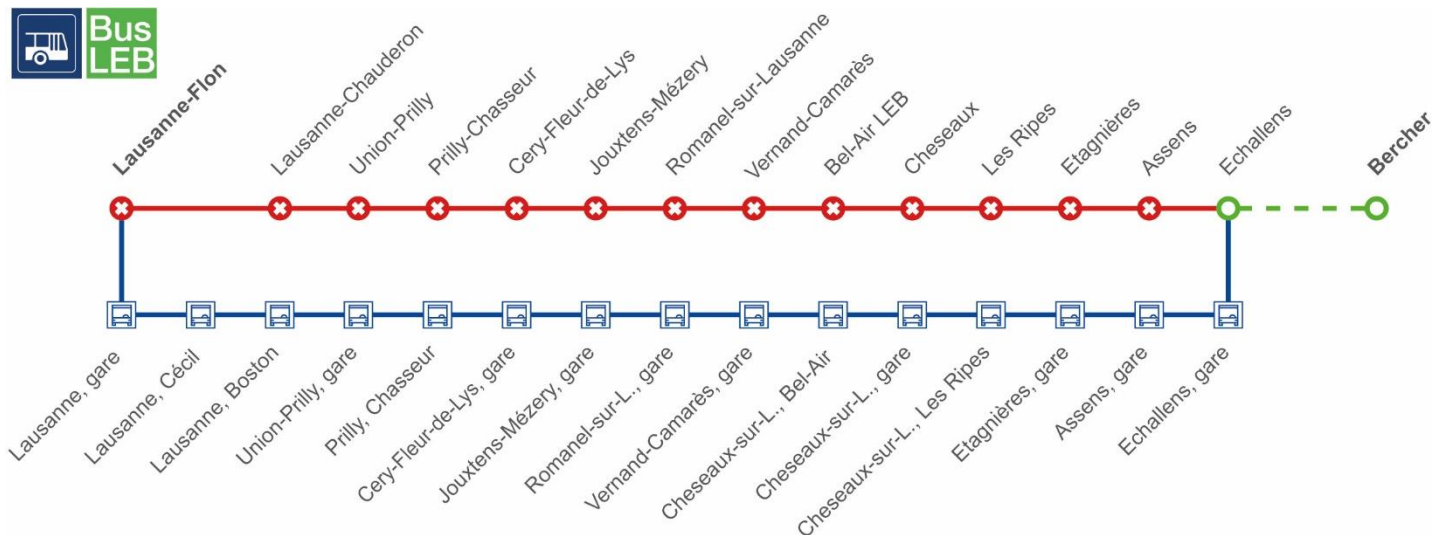 Bus
LEB
Lausanne-Flon
Lausanne-Chauderon
Union-Prilly
Prilly-Chasseur
Cery-Fleur-de-Lys
Jouxtens-Mézery
Romanel-sur-Lausanne
Vernand-Camarès
Bel-Air LEB
Cheseaux
Les Ripes
Etagnières
Assens
Echallens
Bercher
Lausanne, gare
Lausanne, Cécil
Lausanne, Boston
Union-Prilly, gare
Prilly, Chasseur
Cery-Fleur-de-Lys, gare
Jouxtens-Mézery, gare
Romanel-sur-L., gare
Vernand-Camarès, gare
Cheseaux-sur-L., Bel-Air
Cheseaux-sur-L., gare
Cheseaux-sur-L., Les Ripes
Etagnières, gare
Assens, gare
Echallens, gare